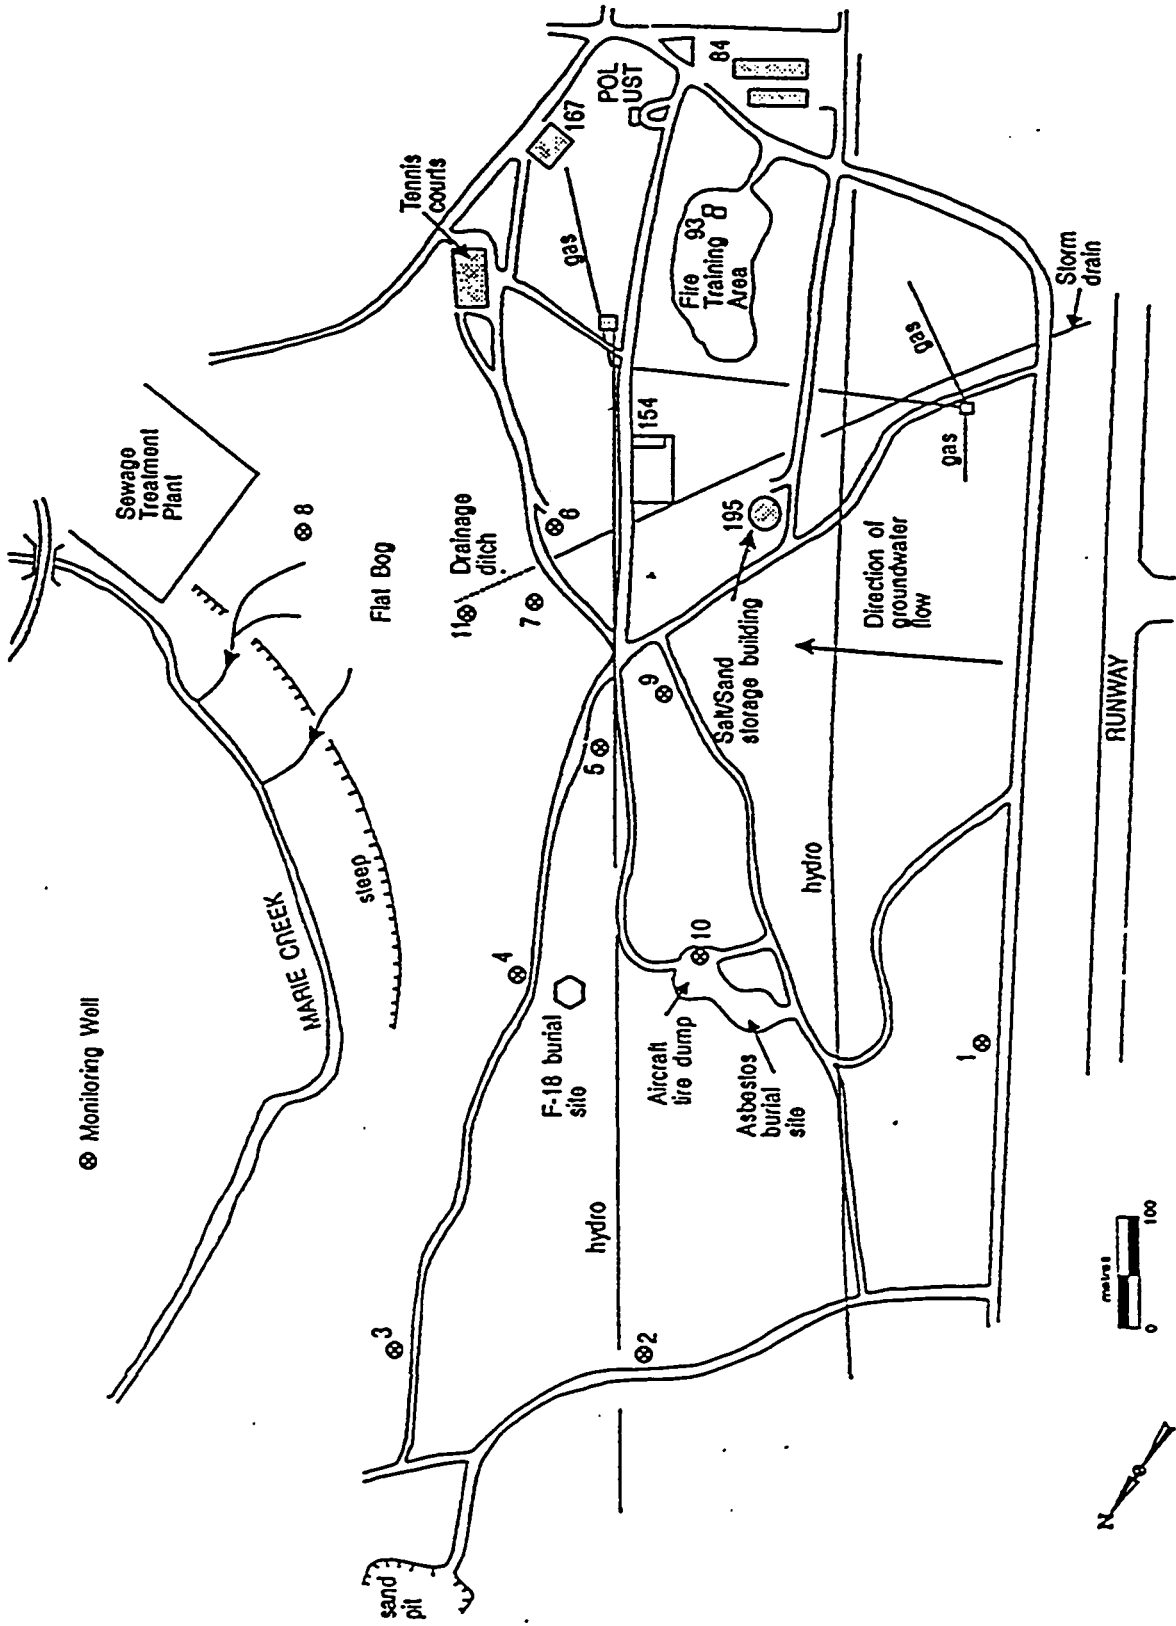 Monitoring Woll
MARIE CREEK
sleep
Sewage
Trealmont
Plant
8
Flat Bog
Tennis
courts
Drainage
ditch
11
7
6
167
POL
UST
84
gas
93
Fire
Training
Area
154
195
Salt/Sand
storage building
9
5
4
F-18 burial
site
3
hydro
2
sand
pit
Aircraft
tire dump
10
Asbestos
burial
site
hydro
Direction of
groundwater
flow
gas
gas
Storm
drain
1
RUNWAY
metres
0
100
N